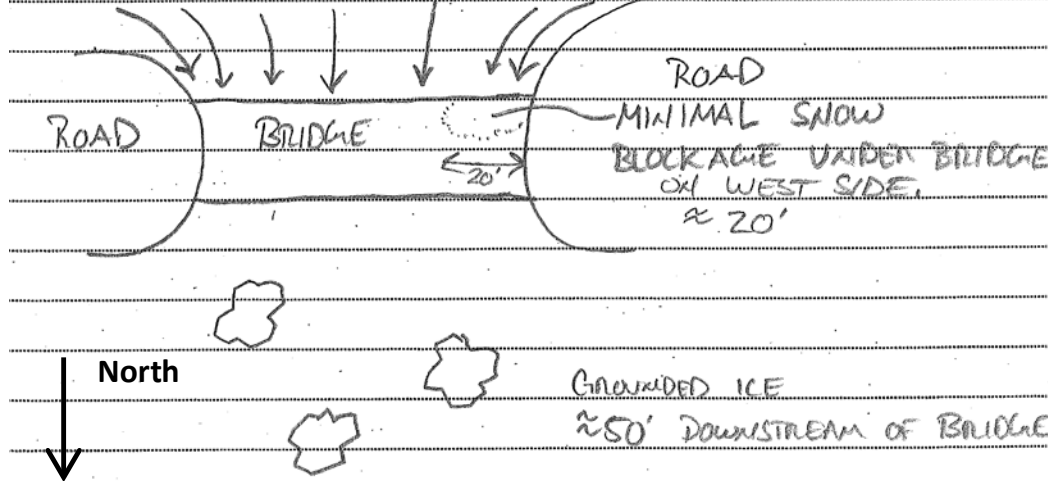 ROAD
BRIDGE
20'
ROAD
MINIMAL SNOW
BLOCKAGE UNDER BRIDGE
ON WEST SIDE.
≈ 20'
North
GROUNDED ICE
≈50' DOWNSTREAM OF BRIDGE